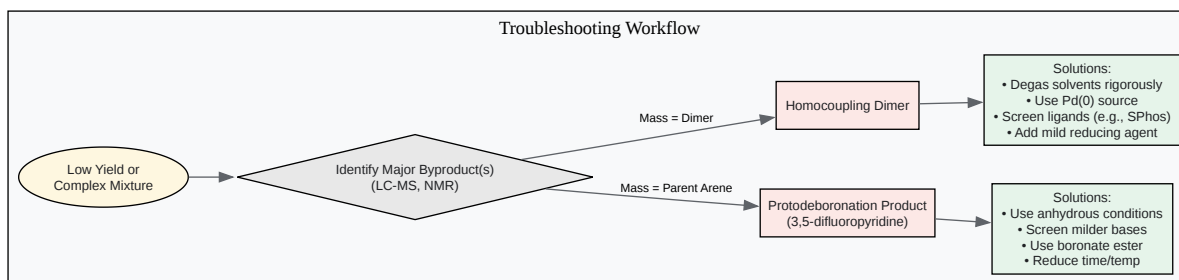 Troubleshooting Workflow
Low Yield or
Complex Mixture
Identify Major Byproduct(s)
(LC-MS, NMR)
Mass = Dimer
Homocoupling Dimer
Solutions:
• Degas solvents rigorously
• Use Pd(0) source
• Screen ligands (e.g., SPhos)
• Add mild reducing agent
Mass = Parent Arene
Protodeboronation Product
(3,5-difluoropyridine)
Solutions:
• Use anhydrous conditions
• Screen milder bases
• Use boronate ester
• Reduce time/temp